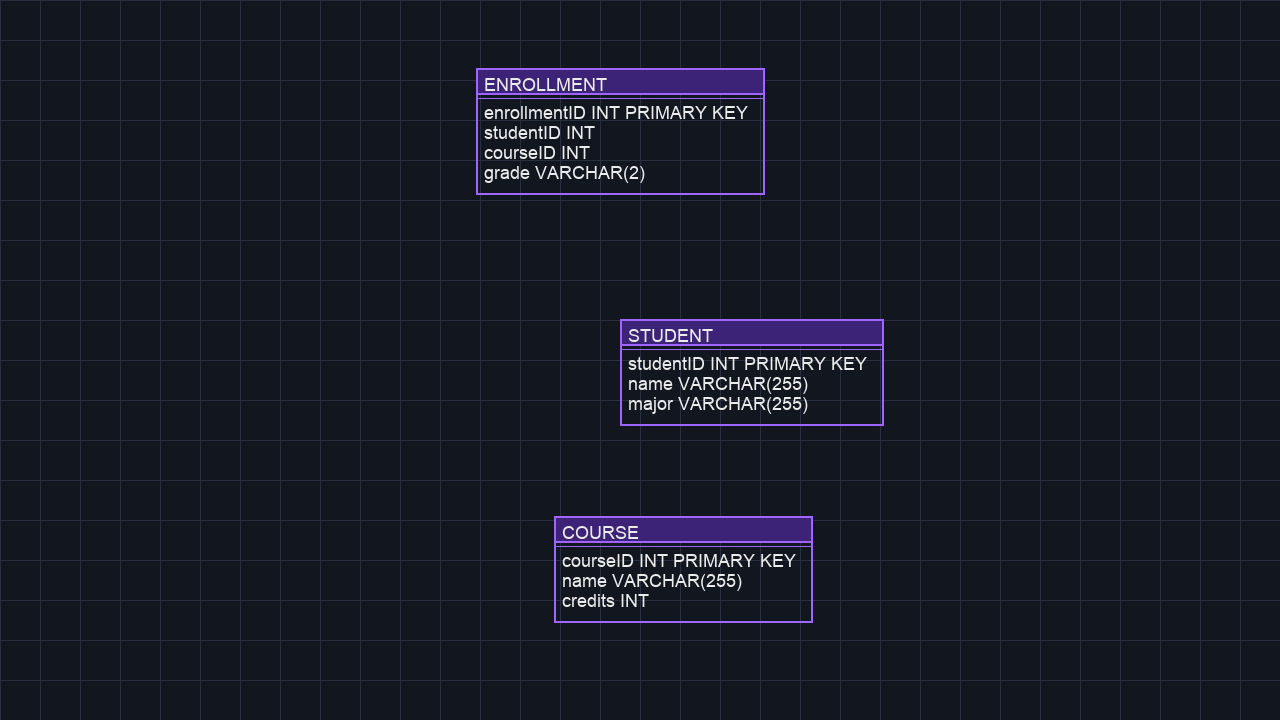 ENROLLMENT
enrollmentID INT PRIMARY KEY
studentID INT
courseID INT
grade VARCHAR(2)
STUDENT
studentID INT PRIMARY KEY
name VARCHAR(255)
major VARCHAR(255)
COURSE
courseID INT PRIMARY KEY
name VARCHAR(255)
credits INT